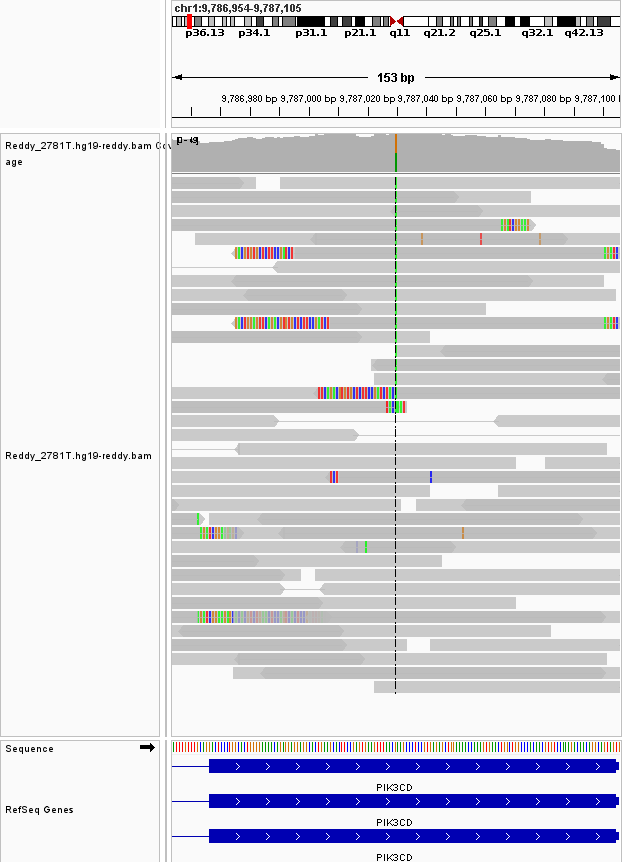 chr1:9,786,954-9,787,105
p36.13 p34.1 p31.1 p21.1 q11 q21.2 q25.1 q32.1 q42.13
153 bp
9,786,980 bp 9,787,000 bp 9,787,020 bp 9,787,040 bp 9,787,060 bp 9,787,080 bp 9,787,100 b
Reddy_2781T.hg19-reddy.bam Cov
age
Reddy_2781T.hg19-reddy.bam
Sequence
PIK3CD
RefSeq Genes
PIK3CD
PIK3CD